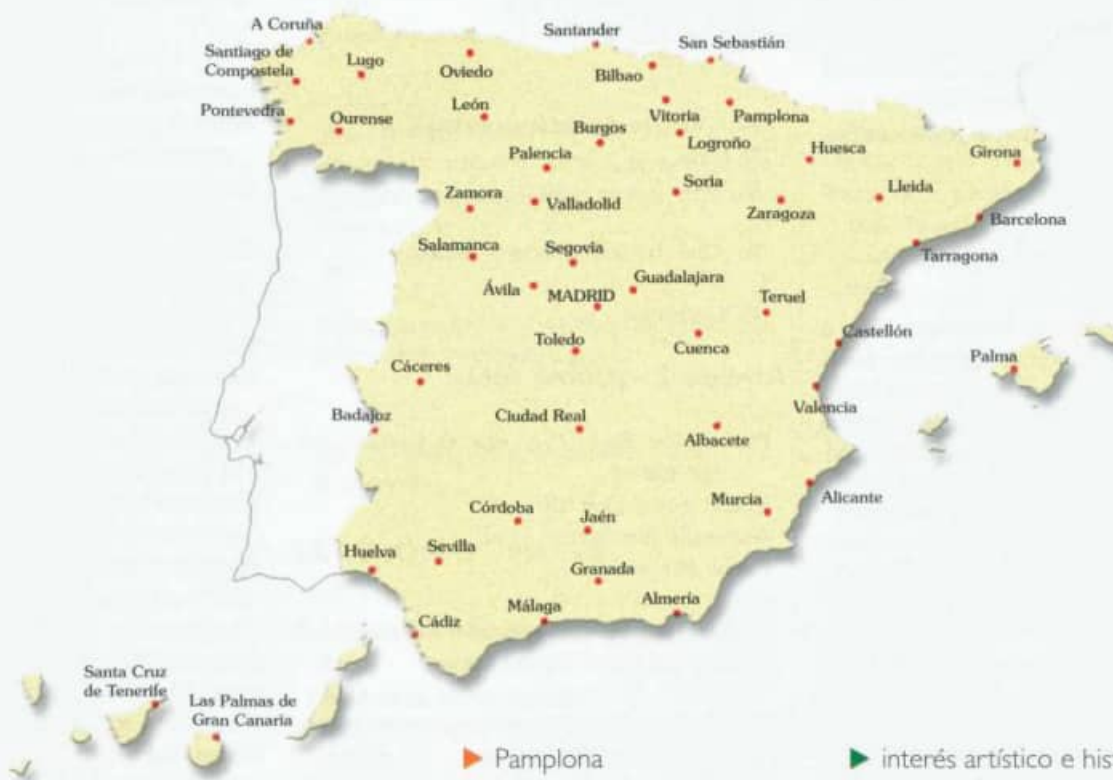 A Coruña
Santander
San Sebastián
Santiago de
Compostela
Lugo
Oviedo
Bilbao
Pontevedra
Ourense
León
Vitoria
Pamplona
Burgos
Logroño
Palencia
Huesca
Girona
Zamora
Valladolid
Soria
Zaragoza
Lleida
Barcelona
Salamanca
Segovia
Tarragona
Ávila
MADRID
Guadalajara
Teruel
Toledo
Cuenca
Castellón
Cáceres
Palma
Valencia
Badajoz
Ciudad Real
Albacete
Córdoba
Jaén
Murcia
Alicante
Huelva
Sevilla
Granada
Cádiz
Málaga
Almería
Santa Cruz
de Tenerife
Las Palmas de
Gran Canaria
Pamplona
interés artístico e his